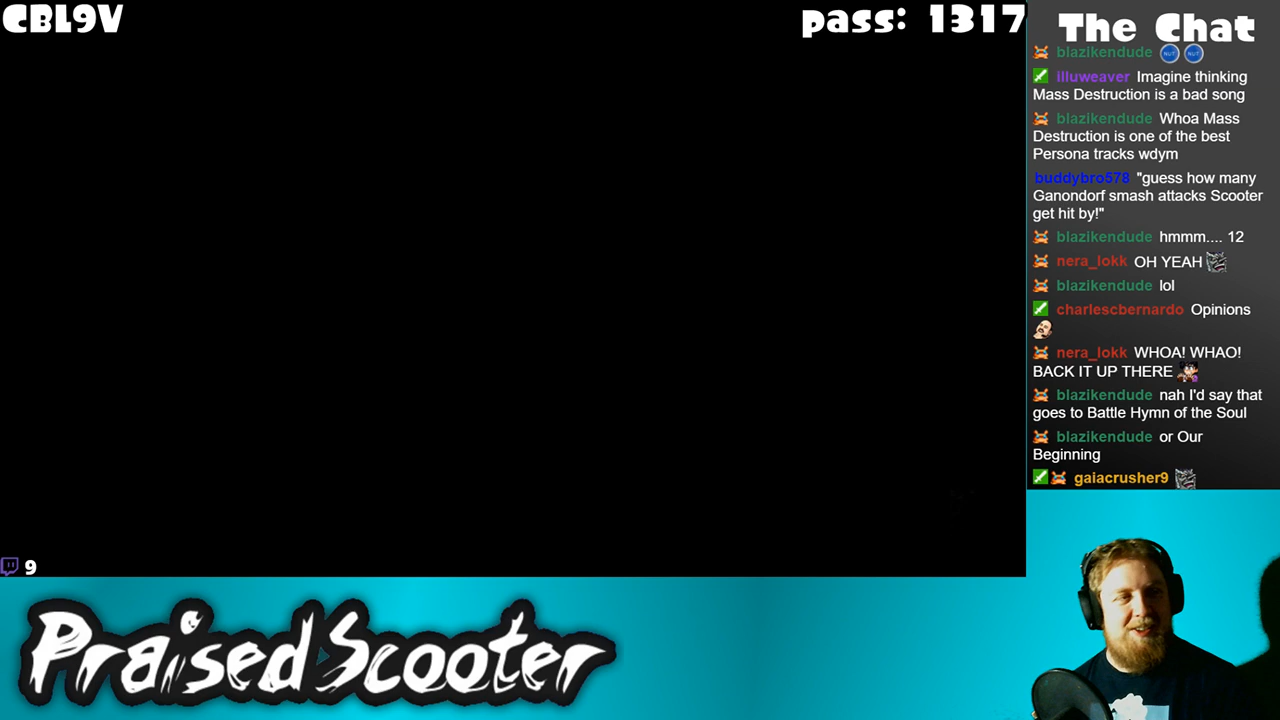 CBL9V
pass: 1317
The Chat
blazikendude NUT NUT
illuweaver Imagine thinking
Mass Destruction is a bad song
blazikendude Whoa Mass
Destruction is one of the best
Persona tracks wdym
buddybro578 "guess how many
Ganondorf smash attacks Scooter
get hit by!"
blazikendude hmmm.... 12
nera_lokk OH YEAH
blazikendude lol
charlescbernardo Opinions
nera_lokk WHOA! WHAO!
BACK IT UP THERE
blazikendude nah I'd say that
goes to Battle Hymn of the Soul
blazikendude or Our
Beginning
gaiacrusher9
9
PraisedScooter